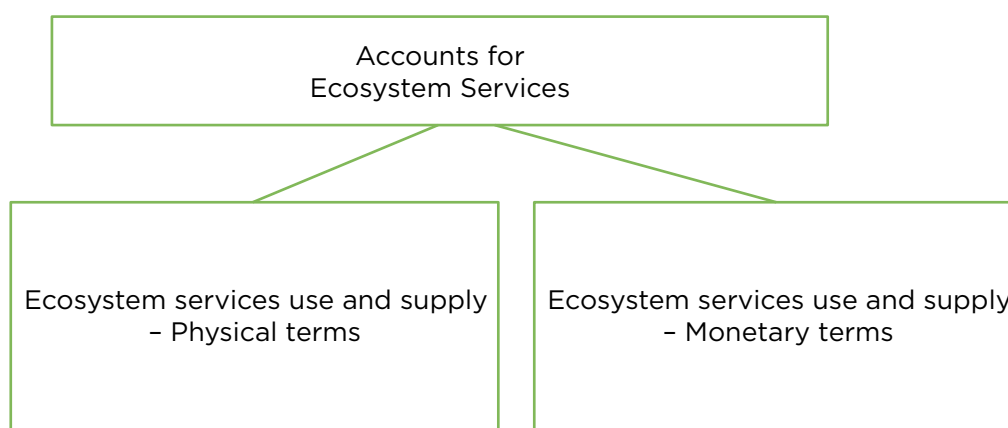 Accounts for
Ecosystem Services
Ecosystem services use and supply
– Physical terms
Ecosystem services use and supply
– Monetary terms